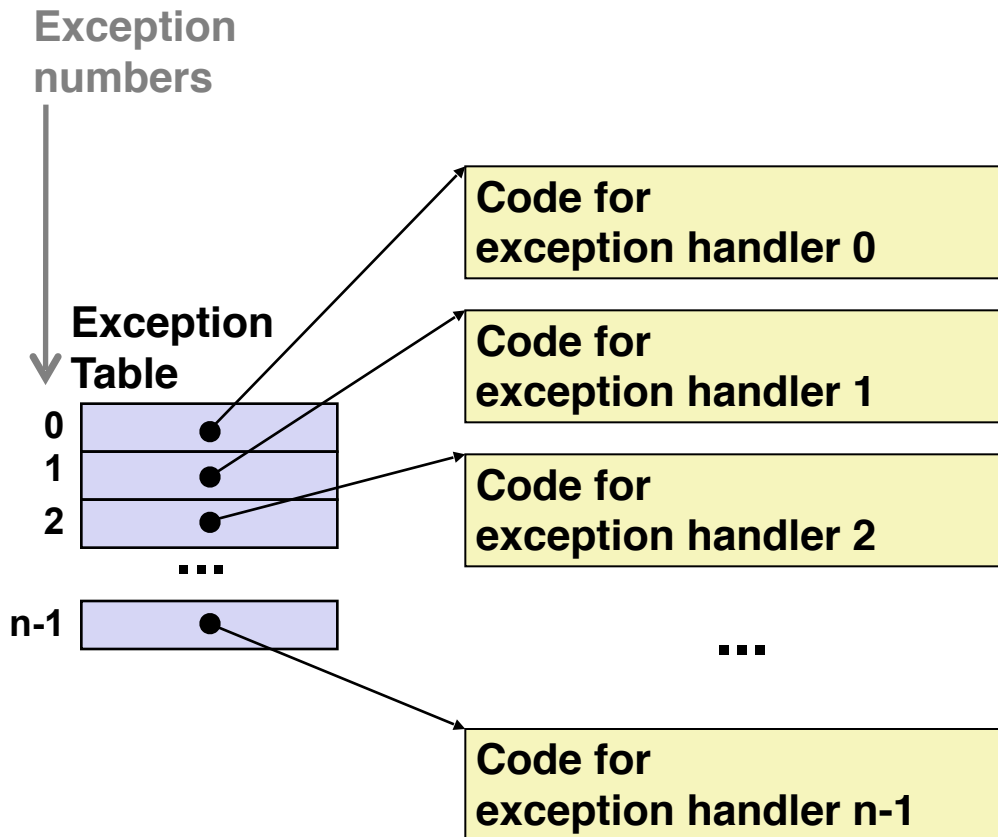 Exception
numbers
Code for
exception handler 0
Exception
Table
Code for
exception handler 1
0
1
2
...
n-1
Code for
exception handler 2
...
Code for
exception handler n-1